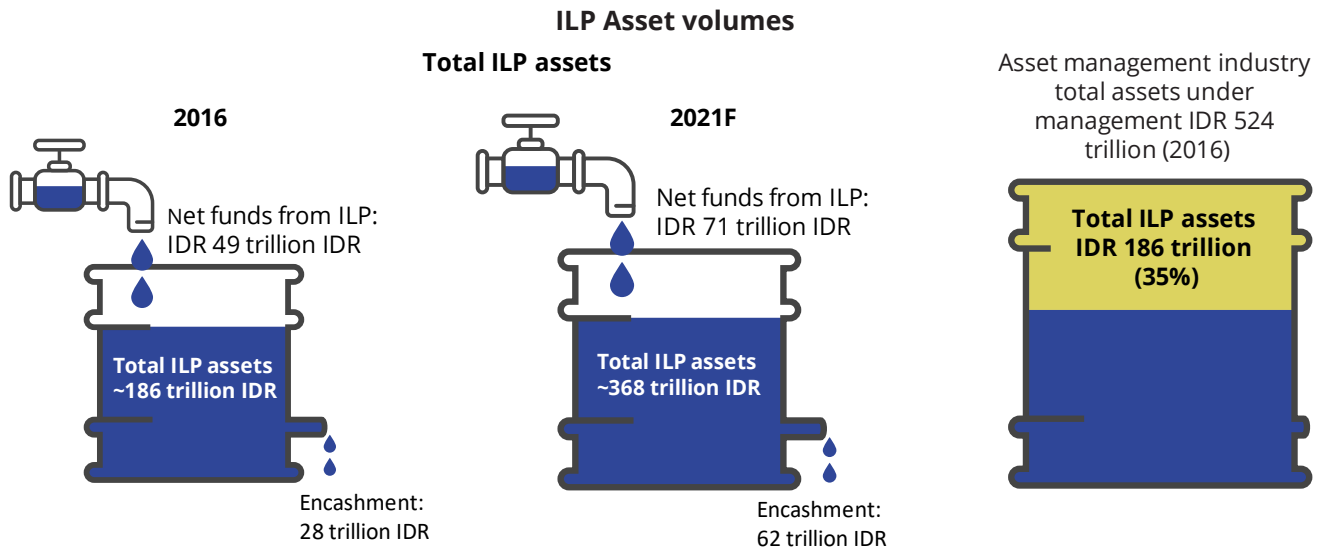 ILP Asset volumes
Total ILP assets
2016
Net funds from ILP:
IDR 49 trillion IDR
Total ILP assets
~186 trillion IDR
Encashment:
28 trillion IDR
2021F
Net funds from ILP:
IDR 71 trillion IDR
Total ILP assets
~368 trillion IDR
Encashment:
62 trillion IDR
Asset management industry
total assets under
management IDR 524
trillion (2016)
Total ILP assets
IDR 186 trillion
(35%)